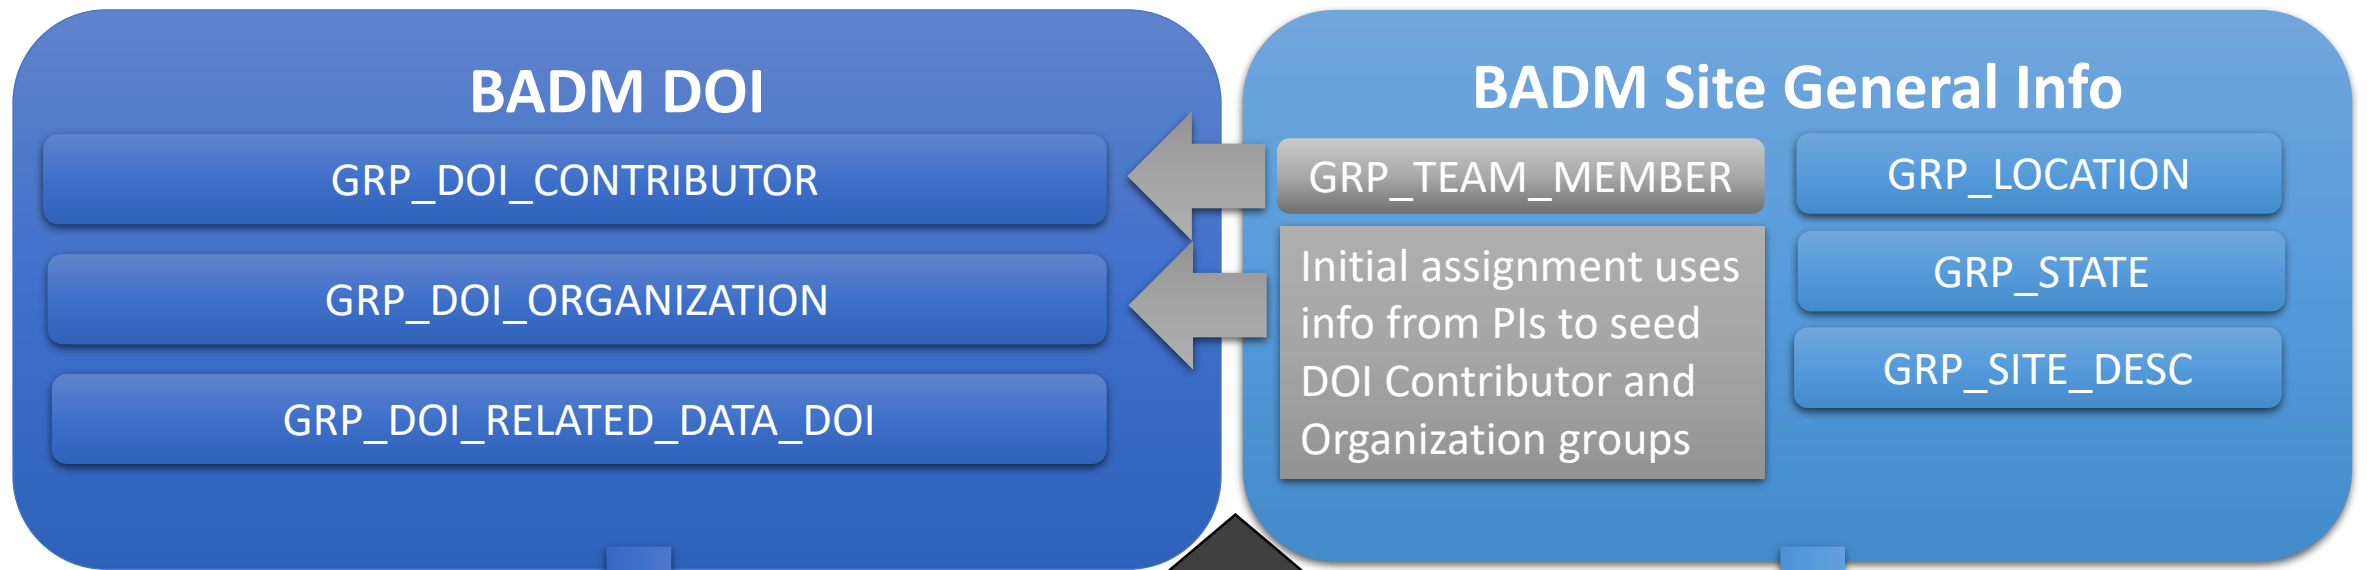 BADM DOI
GRP_DOI_CONTRIBUTOR
GRP_DOI_ORGANIZATION
GRP_DOI_RELATED_DATA_DOI
BADM Site General Info
GRP_TEAM_MEMBER
Initial assignment uses
info from PIs to seed
DOI Contributor and
Organization groups
GRP_LOCATION
GRP_STATE
GRP_SITE_DESC